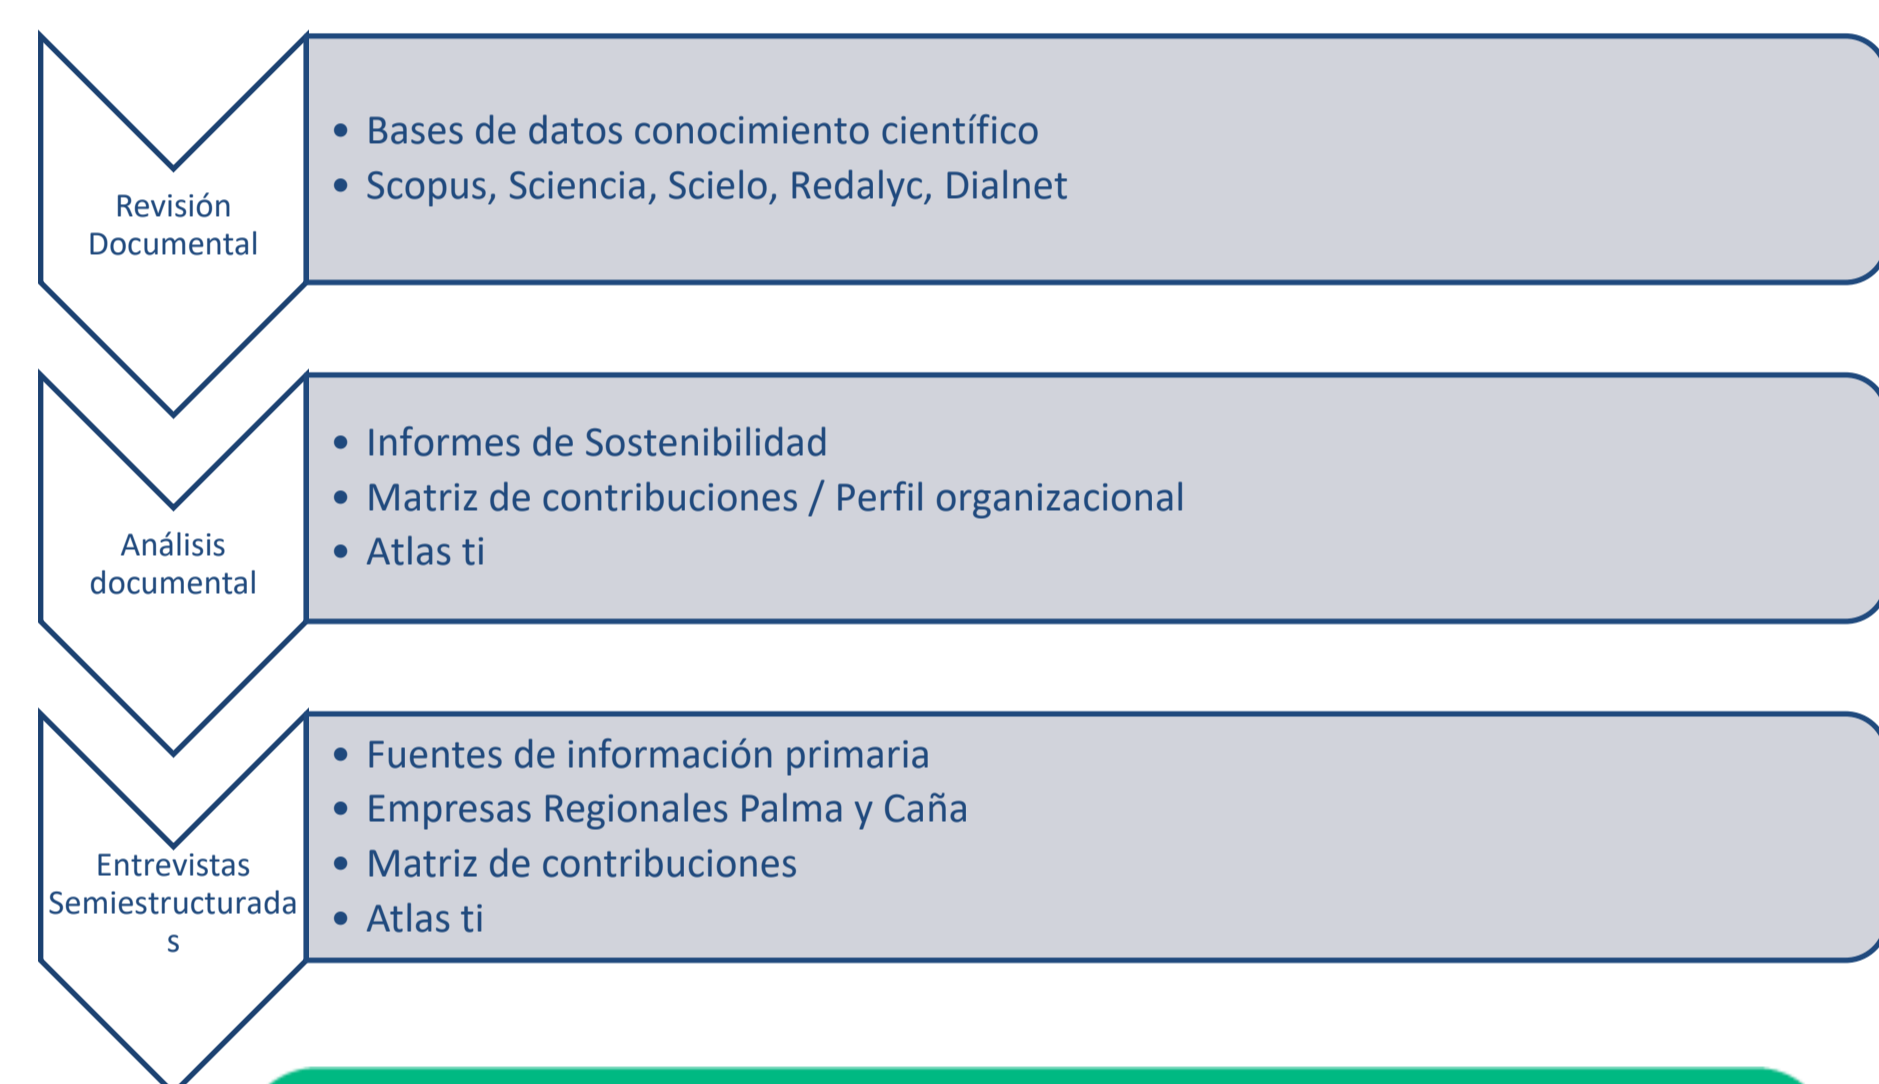 Revisión
Documental
• Bases de datos conocimiento científico
• Scopus, Sciencia, Scielo, Redalyc, Dialnet
Análisis
documental
• Informes de Sostenibilidad
• Matriz de contribuciones / Perfil organizacional
• Atlas ti
Entrevistas
Semiestructurada
s
• Fuentes de información primaria
• Empresas Regionales Palma y Caña
• Matriz de contribuciones
• Atlas ti